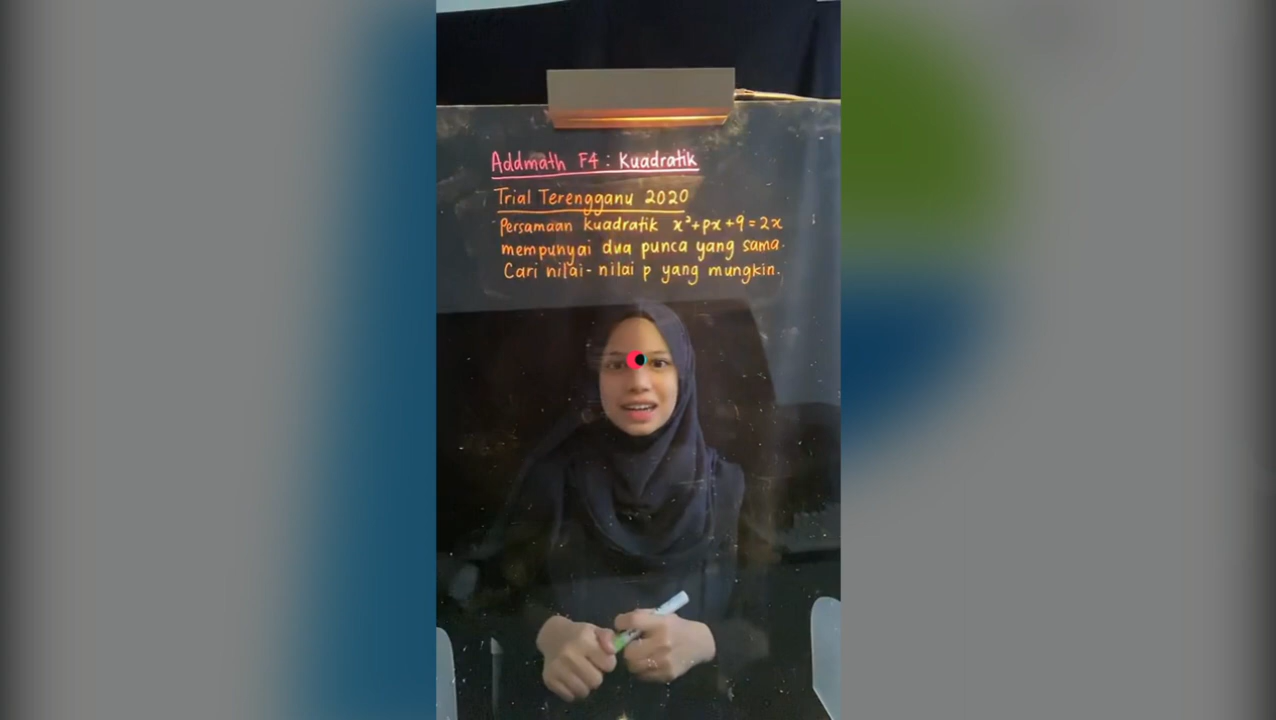 Addmath F4 : Kuadratik
Trial Terengganu 2020
Persamaan kuadratik x²+px+9=2x
mempunyai dua punca yang sama.
Cari nilai-nilai p yang mungkin.